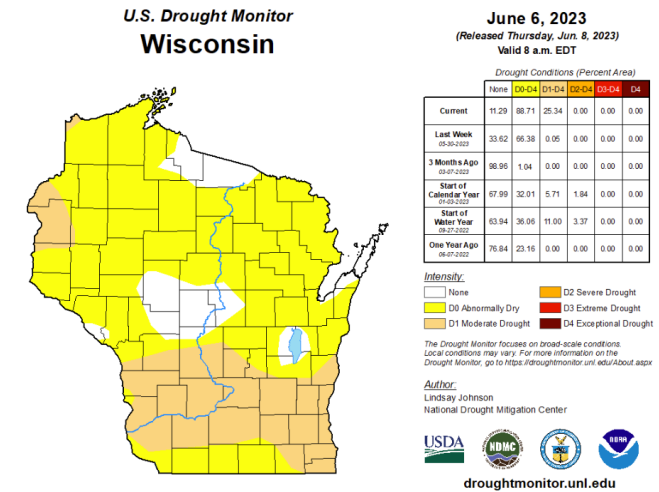 U.S. Drought Monitor
Wisconsin
June 6, 2023
(Released Thursday, Jun. 8, 2023)
Valid 8 a.m. EDT
Drought Conditions (Percent Area)
None D0-D4 D1-D4 D2-D4 D3-D4 D4
Current 11.29 88.71 25.34 0.00 0.00 0.00
Last Week 05-30-2023 33.62 66.38 0.05 0.00 0.00 0.00
3 Months Ago 03-07-2023 98.96 1.04 0.00 0.00 0.00 0.00
Start of Calendar Year 01-03-2023 67.99 32.01 5.71 1.84 0.00 0.00
Start of Water Year 09-27-2022 63.94 36.06 11.00 3.37 0.00 0.00
One Year Ago 06-07-2022 76.84 23.16 0.00 0.00 0.00 0.00
Intensity:
None
D0 Abnormally Dry
D1 Moderate Drought
D2 Severe Drought
D3 Extreme Drought
D4 Exceptional Drought
The Drought Monitor focuses on broad-scale conditions.
Local conditions may vary. For more information on the
Drought Monitor, go to https://droughtmonitor.unl.edu/About.aspx
Author:
Lindsay Johnson
National Drought Mitigation Center
USDA
NDMC
NOAA
droughtmonitor.unl.edu